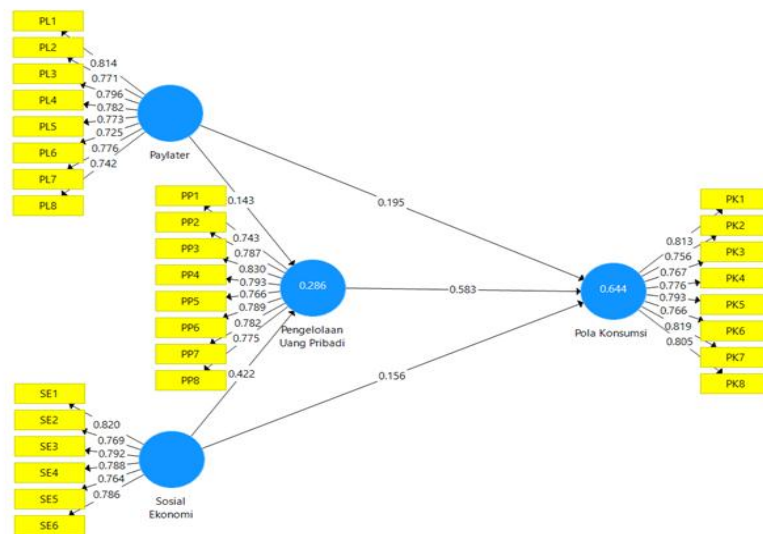 PL1
PL2
PL3
PL4
PL5
PL6
PL7
PL8
0.814
0.771
0.796
0.782
0.773
0.725
0.776
0.742
Paylater
0.143
0.195
PP1
PP2
PP3
PP4
PP5
PP6
PP7
PP8
0.743
0.787
0.830
0.793
0.766
0.789
0.782
0.775
0.286
Pengelolaan
Uang Pribadi
0.583
0.644
Pola Konsumsi
PK1
PK2
PK3
PK4
PK5
PK6
PK7
PK8
0.813
0.756
0.767
0.776
0.793
0.766
0.819
0.805
0.422
0.156
SE1
SE2
SE3
SE4
SE5
SE6
0.820
0.769
0.792
0.788
0.764
0.786
Sosial
Ekonomi